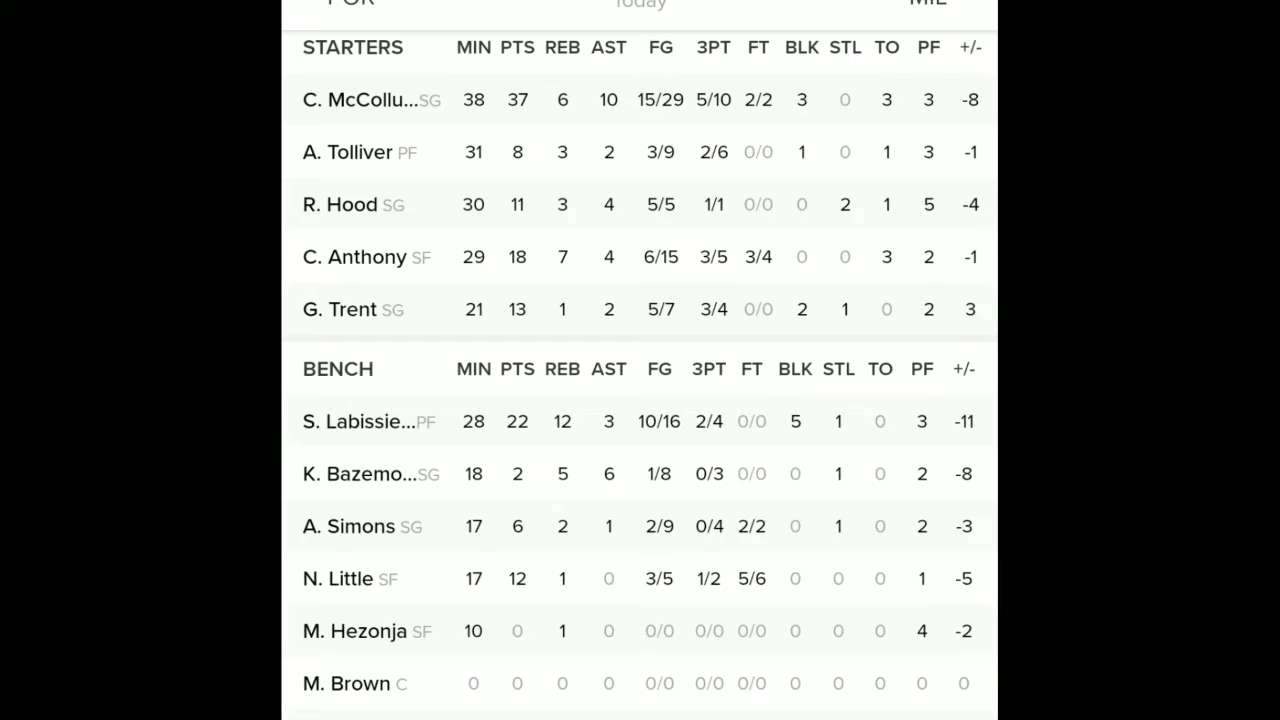 POR Today MIL
STARTERS MIN PTS REB AST FG 3PT FT BLK STL TO PF +/-
C. McCollu...SG 38 37 6 10 15/29 5/10 2/2 3 0 3 3 -8
A. Tolliver PF 31 8 3 2 3/9 2/6 0/0 1 0 1 3 -1
R. Hood SG 30 11 3 4 5/5 1/1 0/0 0 2 1 5 -4
C. Anthony SF 29 18 7 4 6/15 3/5 3/4 0 0 3 2 -1
G. Trent SG 21 13 1 2 5/7 3/4 0/0 2 1 0 2 3
BENCH MIN PTS REB AST FG 3PT FT BLK STL TO PF +/-
S. Labissie...PF 28 22 12 3 10/16 2/4 0/0 5 1 0 3 -11
K. Bazemo...SG 18 2 5 6 1/8 0/3 0/0 0 1 0 2 -8
A. Simons SG 17 6 2 1 2/9 0/4 2/2 0 1 0 2 -3
N. Little SF 17 12 1 0 3/5 1/2 5/6 0 0 0 1 -5
M. Hezonja SF 10 0 1 0 0/0 0/0 0/0 0 0 0 4 -2
M. Brown C 0 0 0 0 0/0 0/0 0/0 0 0 0 0 0